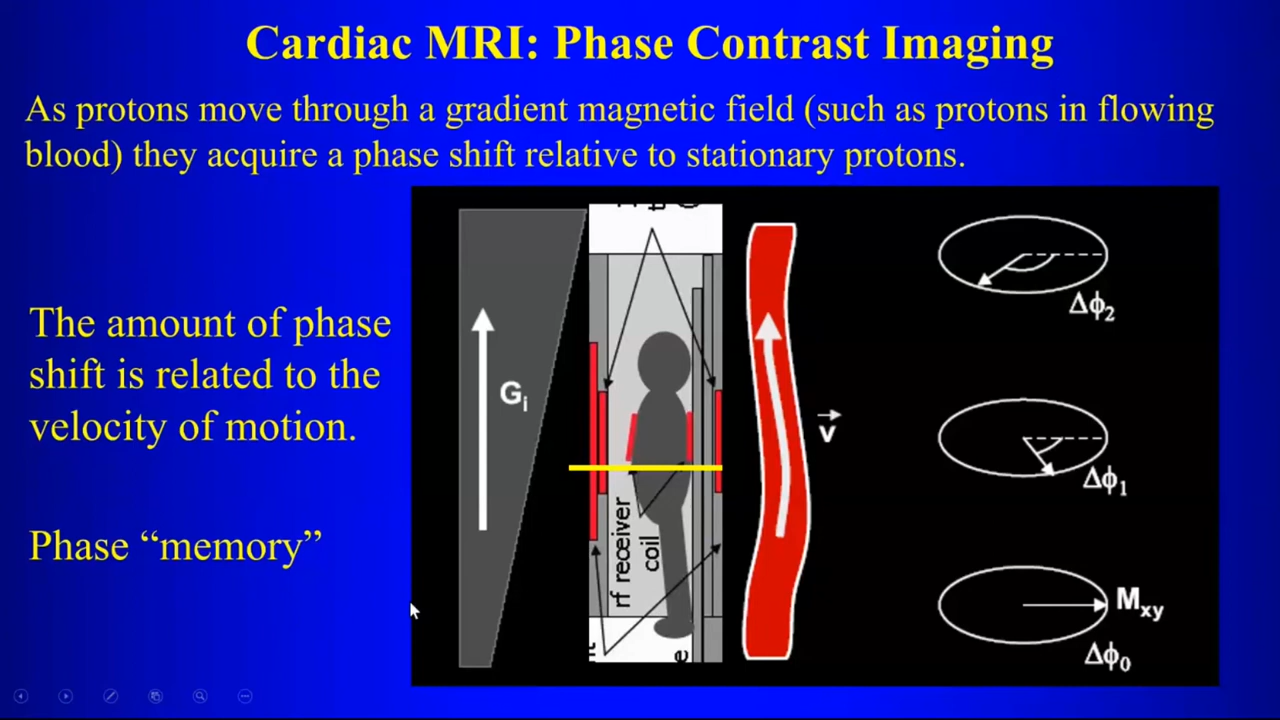 Cardiac MRI: Phase Contrast Imaging
As protons move through a gradient magnetic field (such as protons in flowing
blood) they acquire a phase shift relative to stationary protons.
The amount of phase
shift is related to the
velocity of motion.
Phase “memory”
Gᵢ
rf receiver
coil
v⃗
Δϕ₂
Δϕ₁
Mxy
Δϕ₀